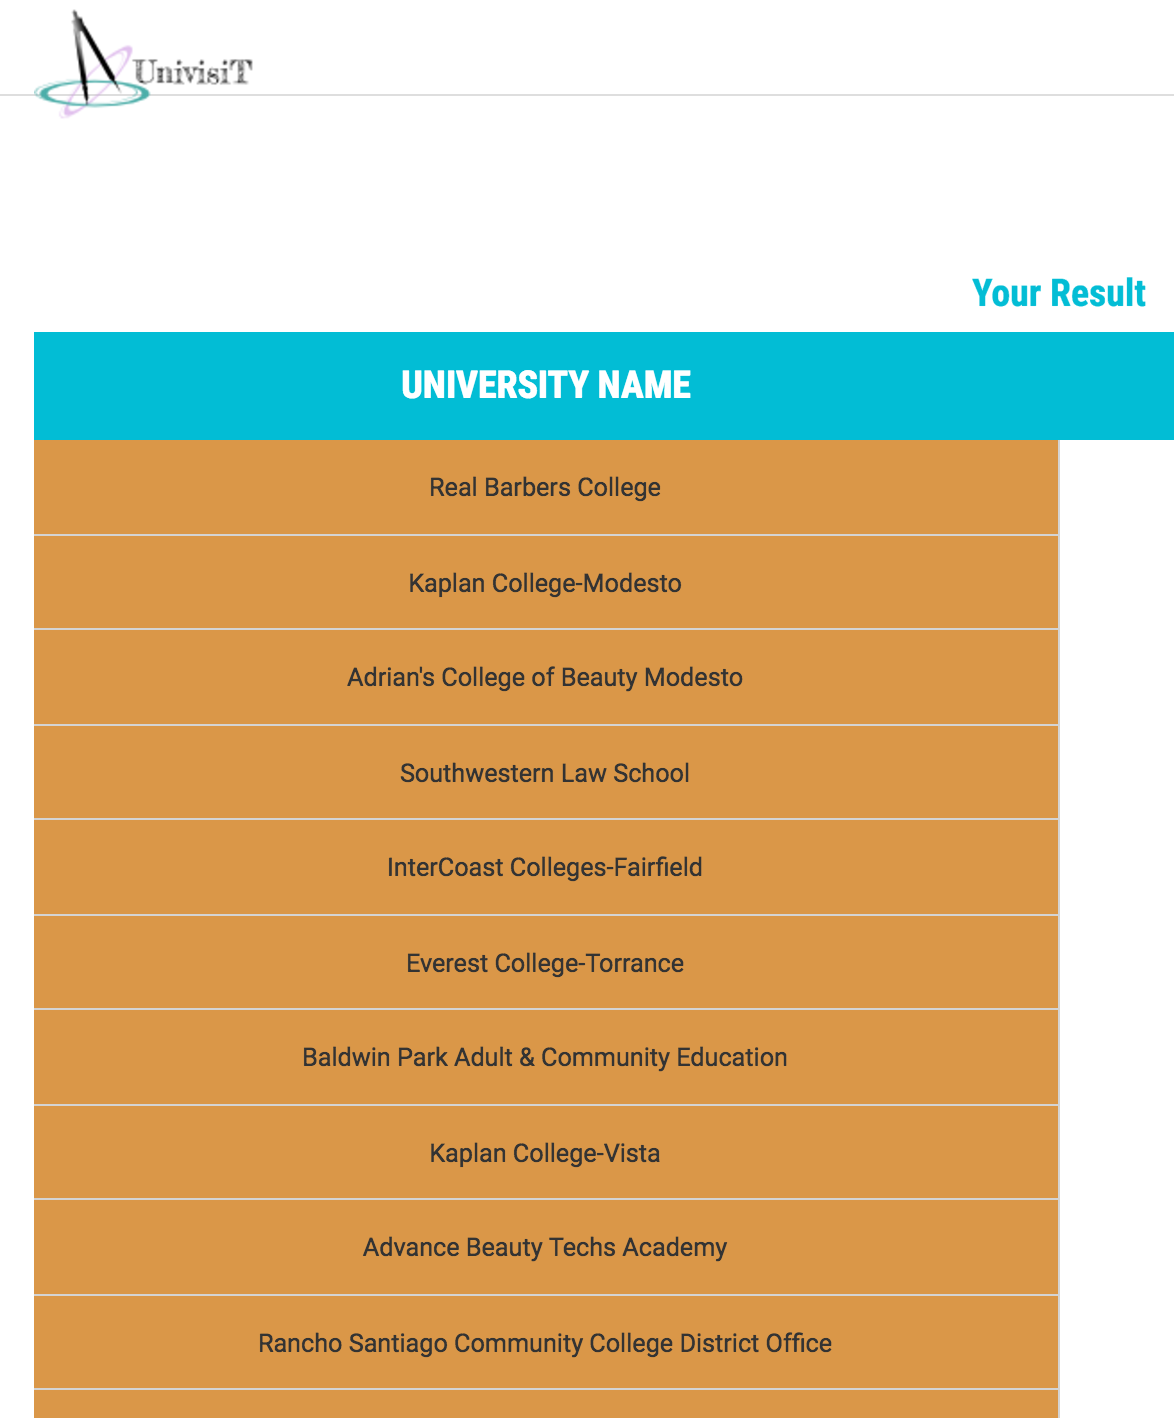 UnivisiT
Your Result
UNIVERSITY NAME
Real Barbers College
Kaplan College-Modesto
Adrian's College of Beauty Modesto
Southwestern Law School
InterCoast Colleges-Fairfield
Everest College-Torrance
Baldwin Park Adult & Community Education
Kaplan College-Vista
Advance Beauty Techs Academy
Rancho Santiago Community College District Office